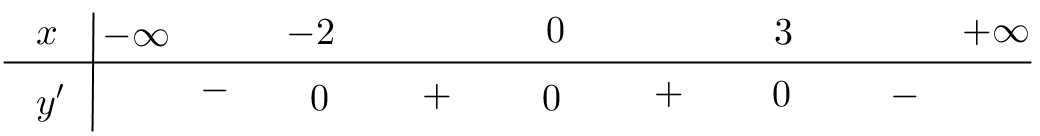 x −∞ −2 0 3 +∞
y′ − 0 + 0 + 0 −